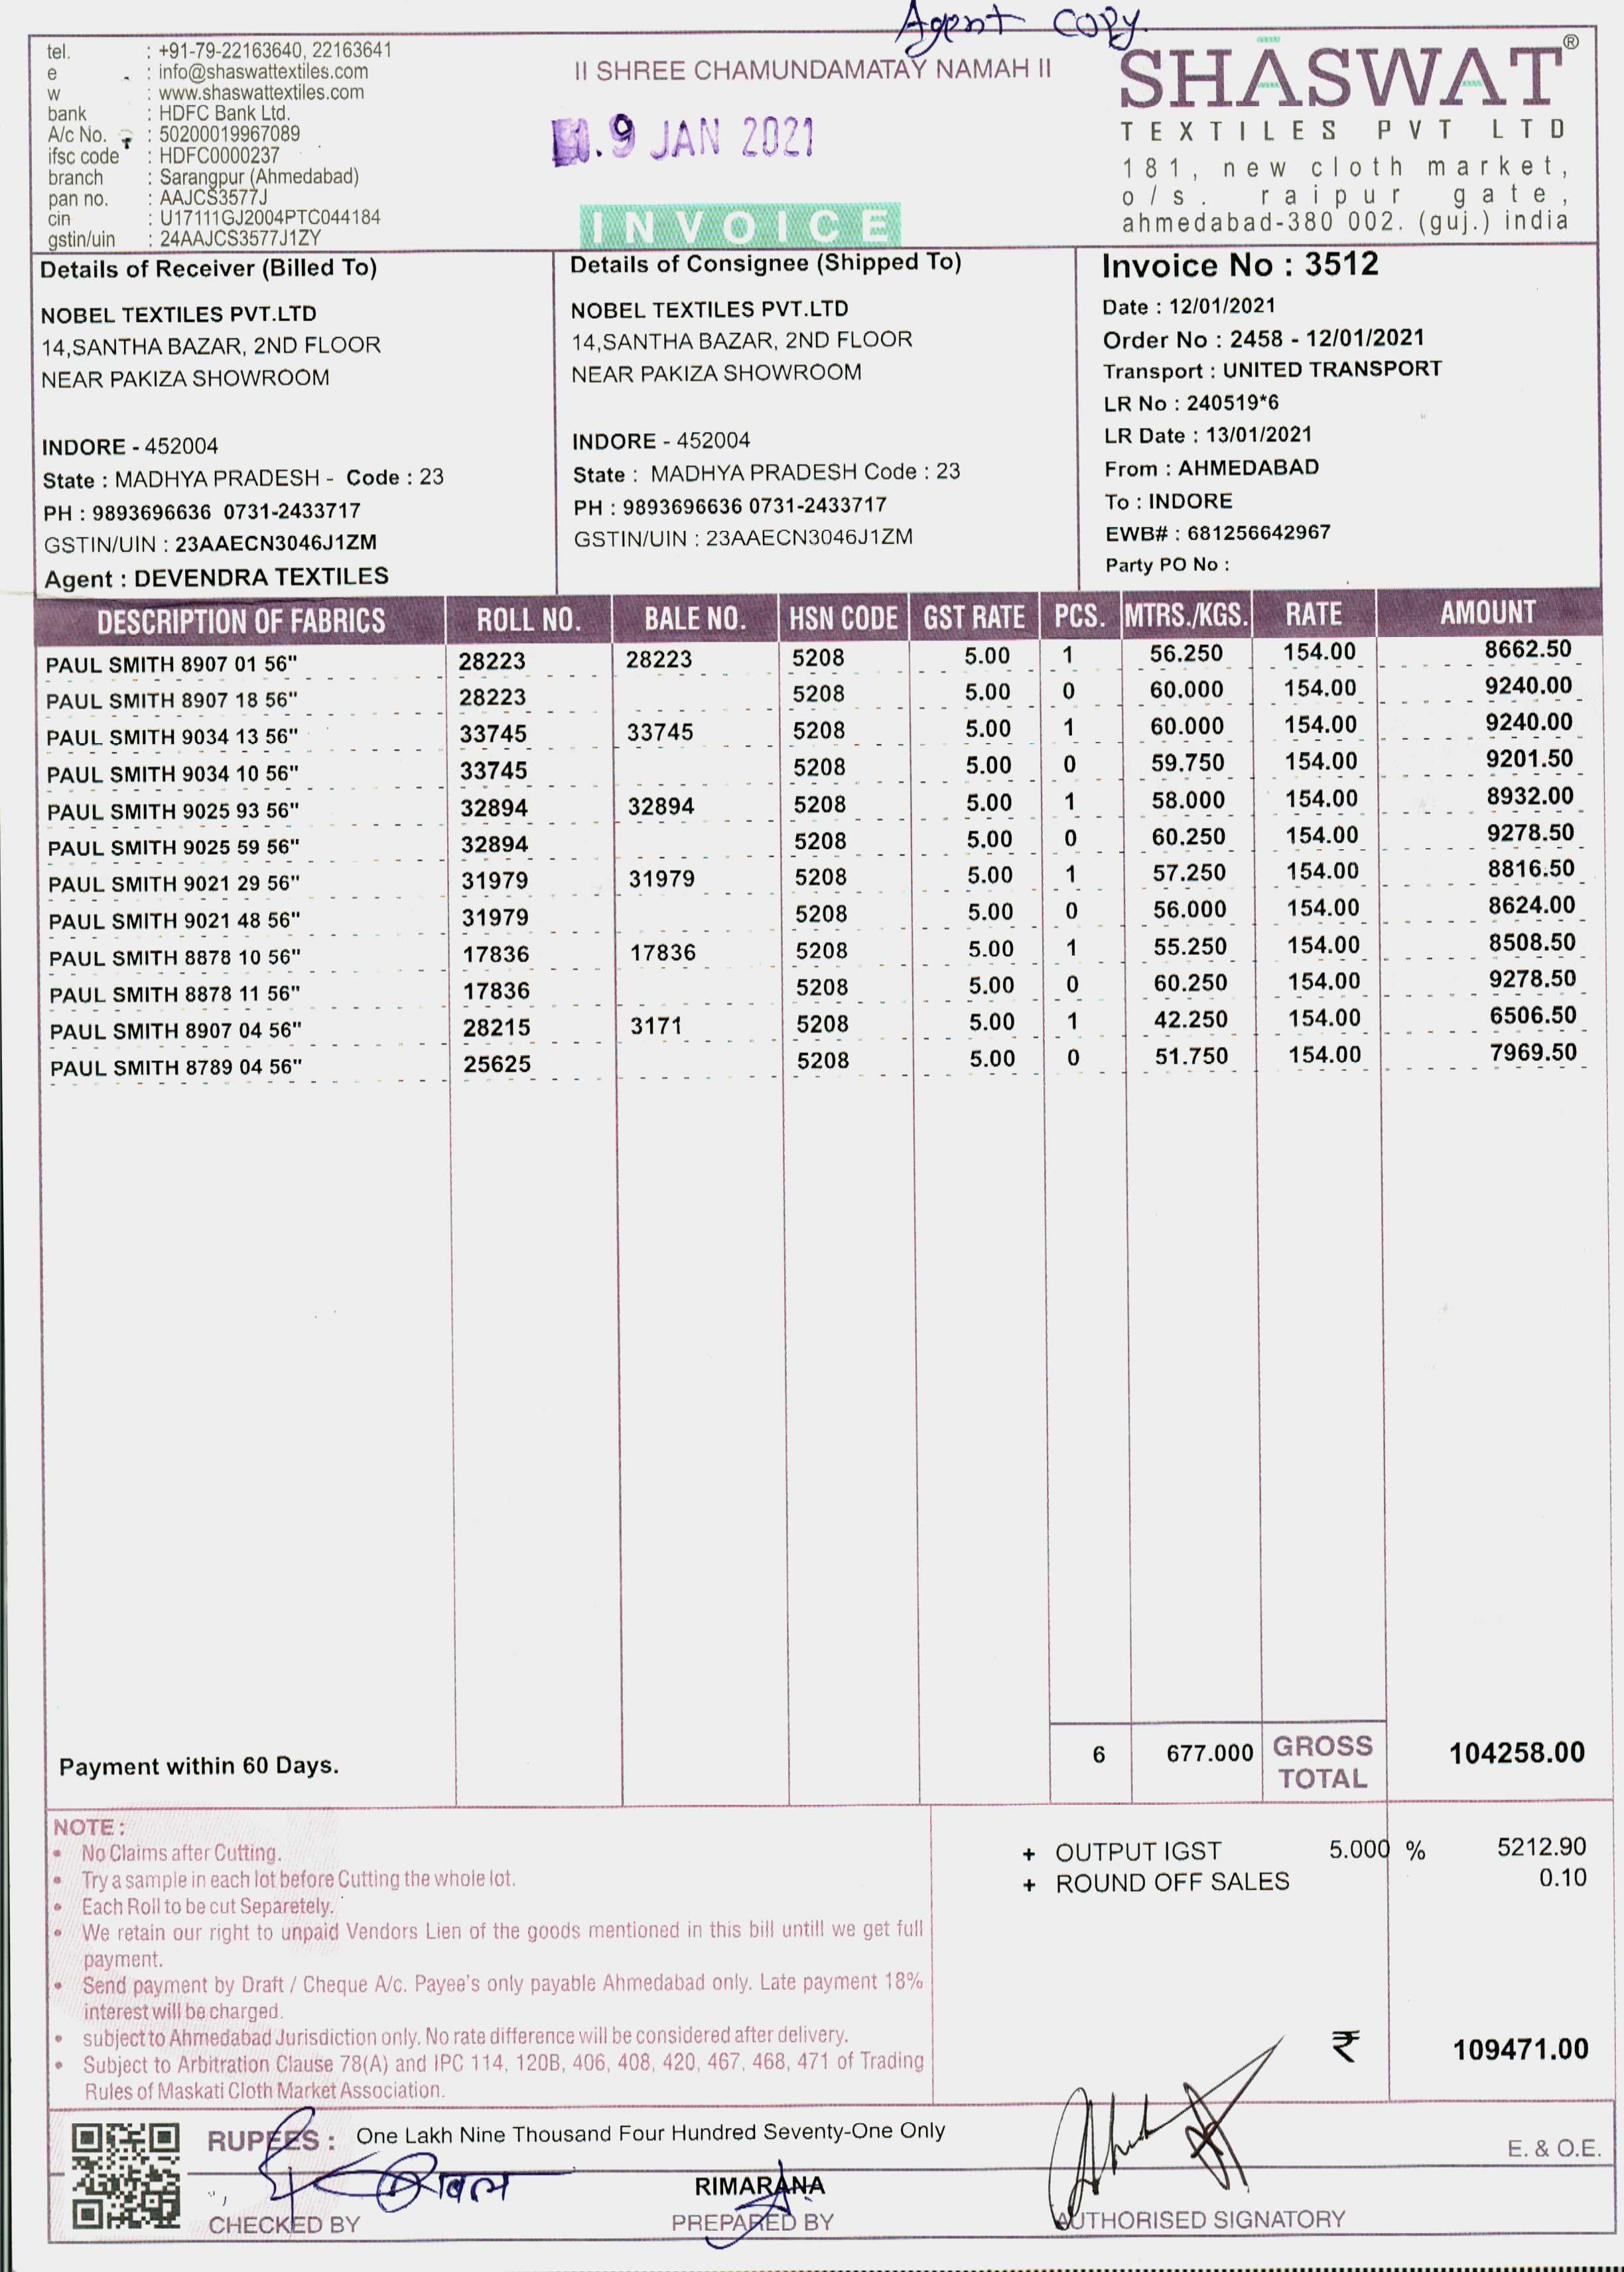 Agent Copy
tel. : +91-79-22163640, 22163641
e : info@shaswattextiles.com
w : www.shaswattextiles.com
bank : HDFC Bank Ltd.
A/c No. : 50200019967089
ifsc code : HDFC0000237
branch : Sarangpur (Ahmedabad)
pan no. : AAJCS3577J
cin : U17111GJ2004PTC044184
gstin/uin : 24AAJCS3577J1ZY
II SHREE CHAMUNDAMATAY NAMAH II
9 JAN 2021
INVOICE
SHASWAT®
TEXTILES PVT LTD
181, new cloth market,
o/s. raipur gate,
ahmedabad-380 002. (guj.) india
Details of Receiver (Billed To)
NOBEL TEXTILES PVT.LTD
14,SANTHA BAZAR, 2ND FLOOR
NEAR PAKIZA SHOWROOM
INDORE - 452004
State : MADHYA PRADESH - Code : 23
PH : 9893696636 0731-2433717
GSTIN/UIN : 23AAECN3046J1ZM
Agent : DEVENDRA TEXTILES
Details of Consignee (Shipped To)
NOBEL TEXTILES PVT.LTD
14,SANTHA BAZAR, 2ND FLOOR
NEAR PAKIZA SHOWROOM
INDORE - 452004
State : MADHYA PRADESH Code : 23
PH : 9893696636 0731-2433717
GSTIN/UIN : 23AAECN3046J1ZM
Invoice No : 3512
Date : 12/01/2021
Order No : 2458 - 12/01/2021
Transport : UNITED TRANSPORT
LR No : 240519*6
LR Date : 13/01/2021
From : AHMEDABAD
To : INDORE
EWB# : 681256642967
Party PO No :
DESCRIPTION OF FABRICS ROLL NO. BALE NO. HSN CODE GST RATE PCS. MTRS./KGS. RATE AMOUNT
PAUL SMITH 8907 01 56" 28223 28223 5208 5.00 1 56.250 154.00 8662.50
PAUL SMITH 8907 18 56" 28223 5208 5.00 0 60.000 154.00 9240.00
PAUL SMITH 9034 13 56" 33745 33745 5208 5.00 1 60.000 154.00 9240.00
PAUL SMITH 9034 10 56" 33745 5208 5.00 0 59.750 154.00 9201.50
PAUL SMITH 9025 93 56" 32894 32894 5208 5.00 1 58.000 154.00 8932.00
PAUL SMITH 9025 59 56" 32894 5208 5.00 0 60.250 154.00 9278.50
PAUL SMITH 9021 29 56" 31979 31979 5208 5.00 1 57.250 154.00 8816.50
PAUL SMITH 9021 48 56" 31979 5208 5.00 0 56.000 154.00 8624.00
PAUL SMITH 8878 10 56" 17836 17836 5208 5.00 1 55.250 154.00 8508.50
PAUL SMITH 8878 11 56" 17836 5208 5.00 0 60.250 154.00 9278.50
PAUL SMITH 8907 04 56" 28215 3171 5208 5.00 1 42.250 154.00 6506.50
PAUL SMITH 8789 04 56" 25625 5208 5.00 0 51.750 154.00 7969.50
Payment within 60 Days. 6 677.000 GROSS TOTAL 104258.00
NOTE :
• No Claims after Cutting.
• Try a sample in each lot before Cutting the whole lot.
• Each Roll to be cut Separetely.
• We retain our right to unpaid Vendors Lien of the goods mentioned in this bill untill we get full
payment.
• Send payment by Draft / Cheque A/c. Payee's only payable Ahmedabad only. Late payment 18%
interest will be charged.
• subject to Ahmedabad Jurisdiction only. No rate difference will be considered after delivery.
• Subject to Arbitration Clause 78(A) and IPC 114, 120B, 406, 408, 420, 467, 468, 471 of Trading
Rules of Maskati Cloth Market Association.
+ OUTPUT IGST 5.000 % 5212.90
+ ROUND OFF SALES 0.10
₹ 109471.00
RUPEES : One Lakh Nine Thousand Four Hundred Seventy-One Only
E. & O.E.
RIMARANA
CHECKED BY PREPARED BY AUTHORISED SIGNATORY